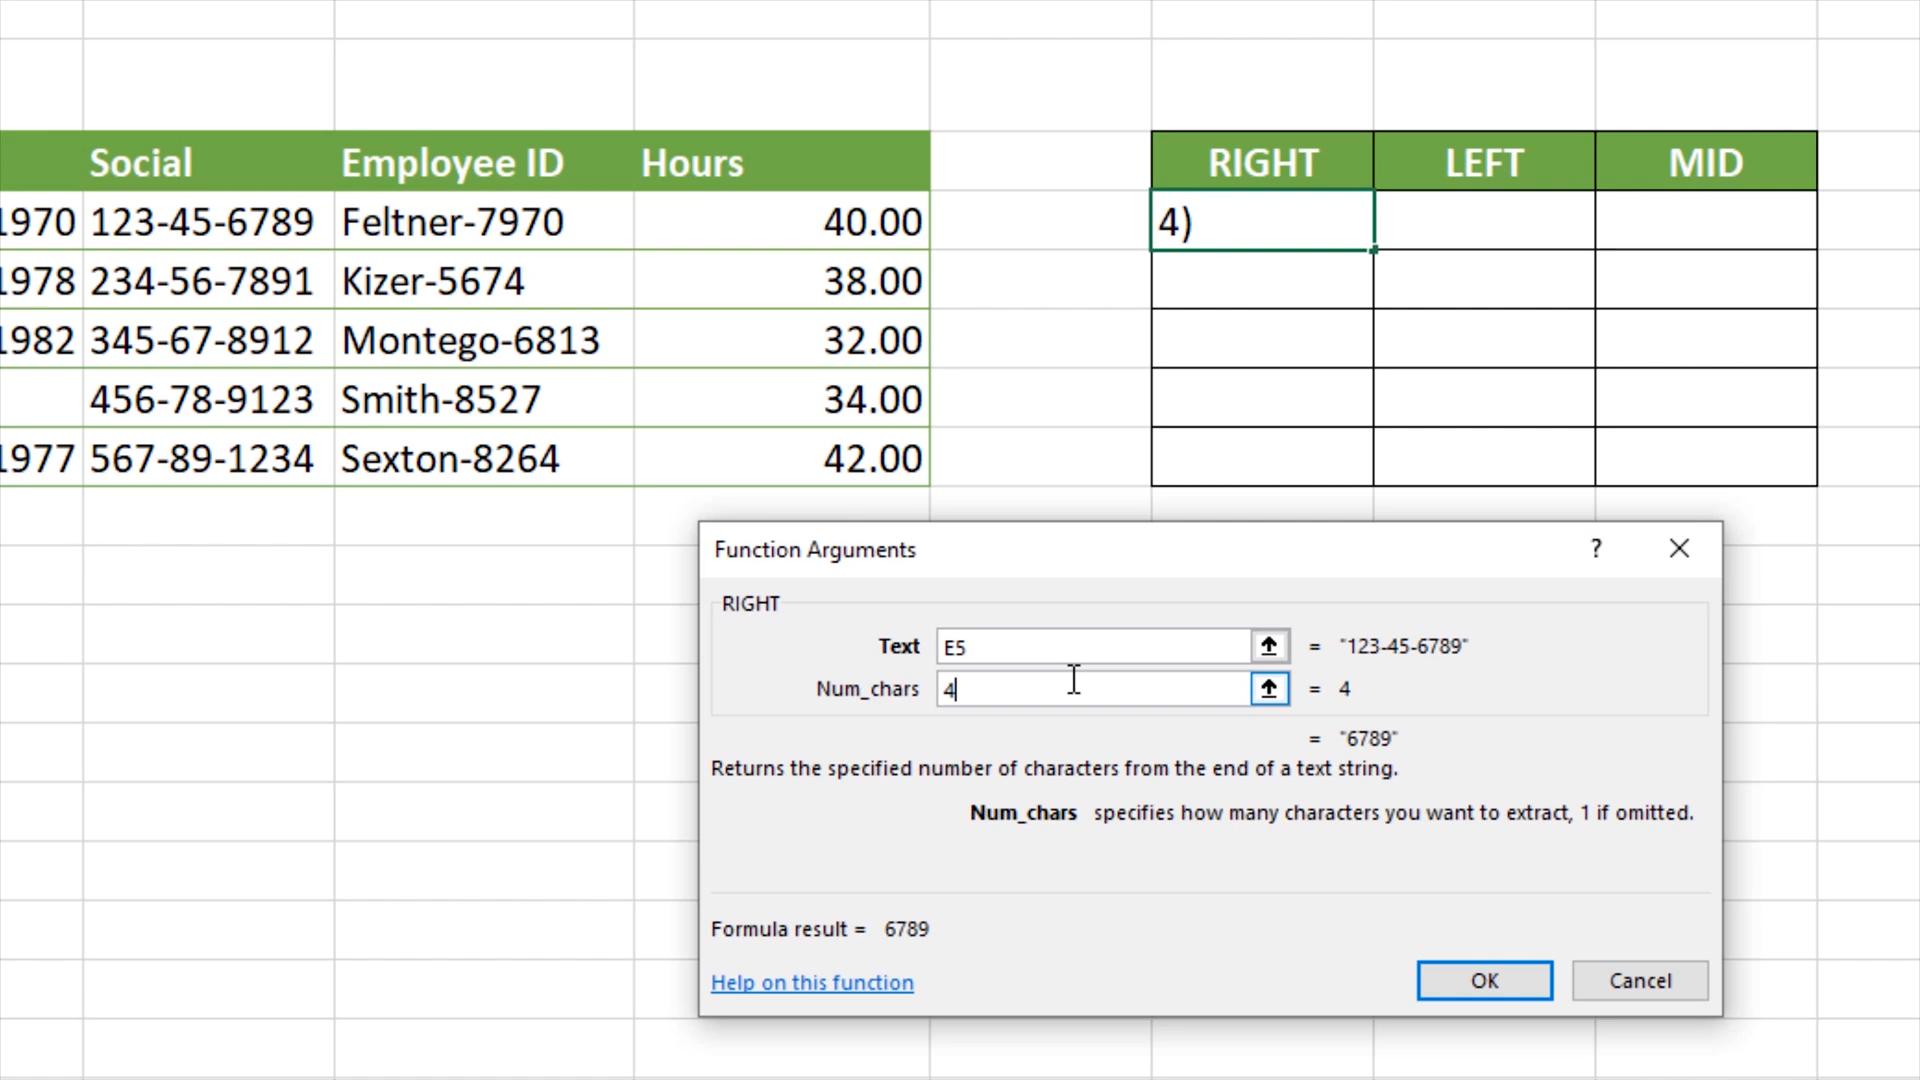 Social Employee ID Hours RIGHT LEFT MID
1970 123-45-6789 Feltner-7970 40.00 4)
1978 234-56-7891 Kizer-5674 38.00
1982 345-67-8912 Montego-6813 32.00
456-78-9123 Smith-8527 34.00
1977 567-89-1234 Sexton-8264 42.00
Function Arguments ? 
RIGHT
Text E5 = "123-45-6789"
Num_chars 4 = 4
= "6789"
Returns the specified number of characters from the end of a text string.
Num_chars specifies how many characters you want to extract, 1 if omitted.
Formula result = 6789
Help on this function OK Cancel